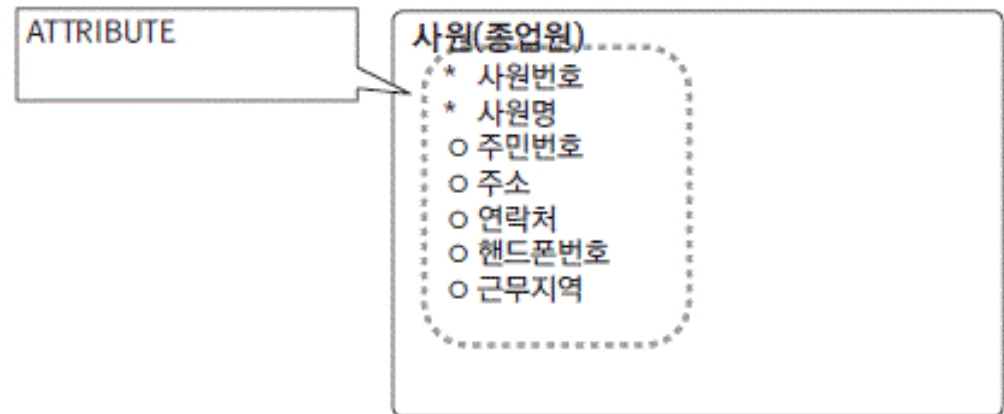 ATTRIBUTE
사원(종업원)
* 사원번호
* 사원명
o 주민번호
o 주소
o 연락처
o 핸드폰번호
o 근무지역